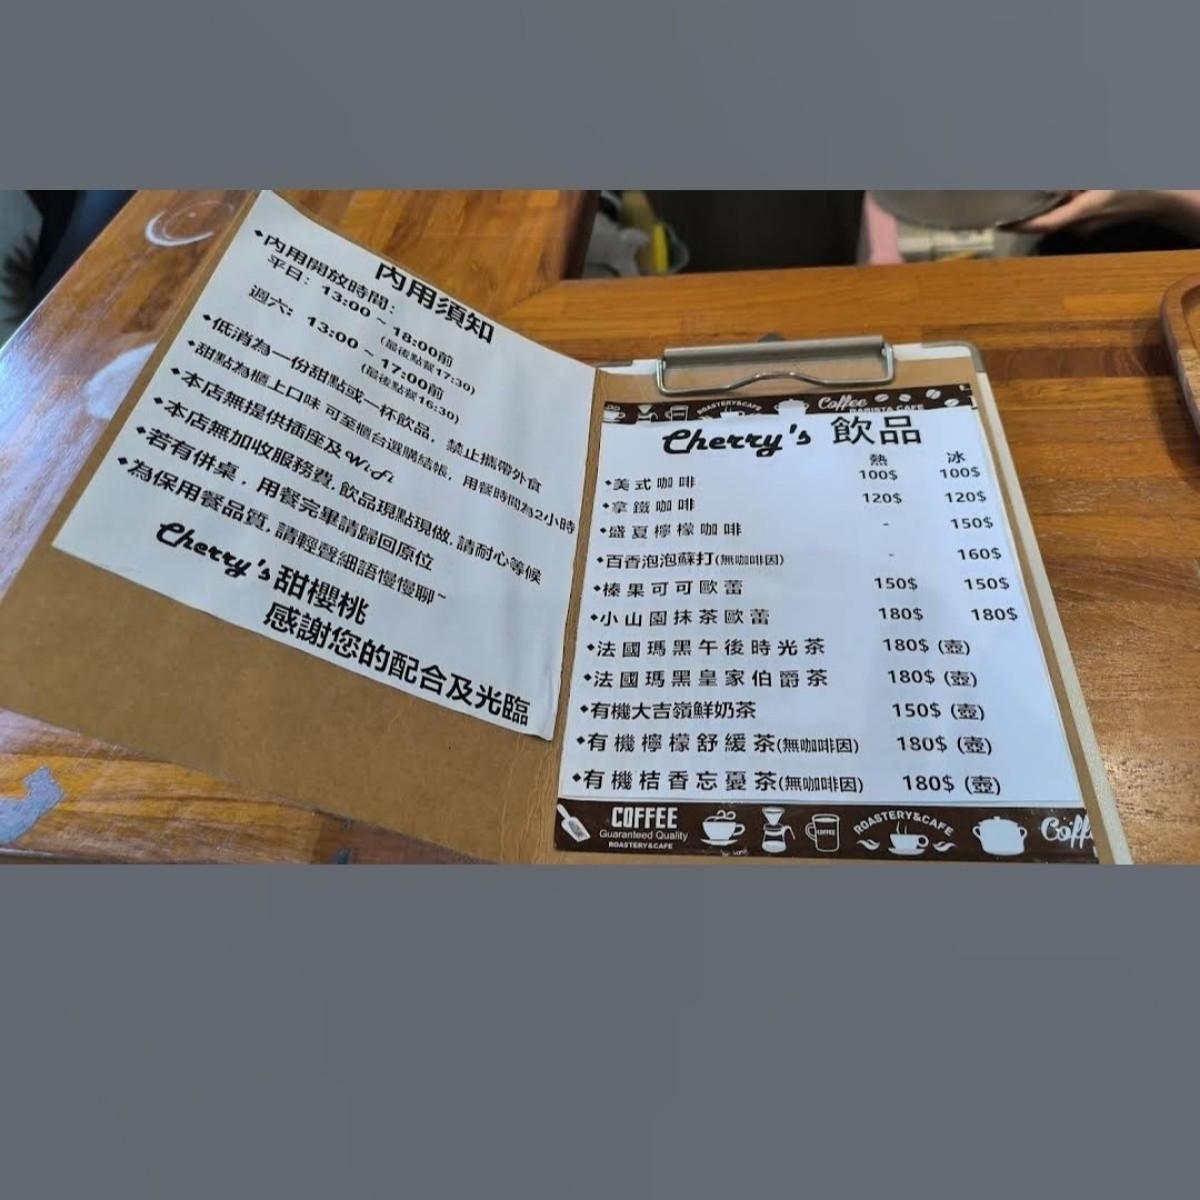 內用須知
◆內用開放時間：
平日： 13:00 ~ 18:00前
(最後點餐17:30)
週六: 13:00 ~ 17:00前
(最後點餐16:30)
◆低消為一份甜點或一杯飲品, 禁止攜帶外食
◆甜點為櫃上口味 可至櫃台選購結帳, 用餐時間為2小時
◆本店無提供插座及WiFi
◆本店無加收服務費, 飲品現點現做, 請耐心等候
◆若有併桌, 用餐完畢請歸回原位
◆為保用餐品質, 請輕聲細語慢慢聊~
Cherry's 甜櫻桃
感謝您的配合及光臨
ROASTERY&CAFE Coffee
BARISTA CAFE
Cherry's 飲品
熱 冰
◆美式咖啡 100$ 100$
◆拿鐵咖啡 120$ 120$
◆盛夏檸檬咖啡 - 150$
◆百香泡泡蘇打(無咖啡因) - 160$
◆榛果可可歐蕾 150$ 150$
◆小山園抹茶歐蕾 180$ 180$
◆法國瑪黑午後時光茶 180$ (壺)
◆法國瑪黑皇家伯爵茶 180$ (壺)
◆有機大吉嶺鮮奶茶 150$ (壺)
◆有機檸檬舒緩茶(無咖啡因) 180$ (壺)
◆有機桔香忘憂茶(無咖啡因) 180$ (壺)
COFFEE
Guaranteed Quality
ROASTERY&CAFE
COFFEE
ROASTERY&CAFE